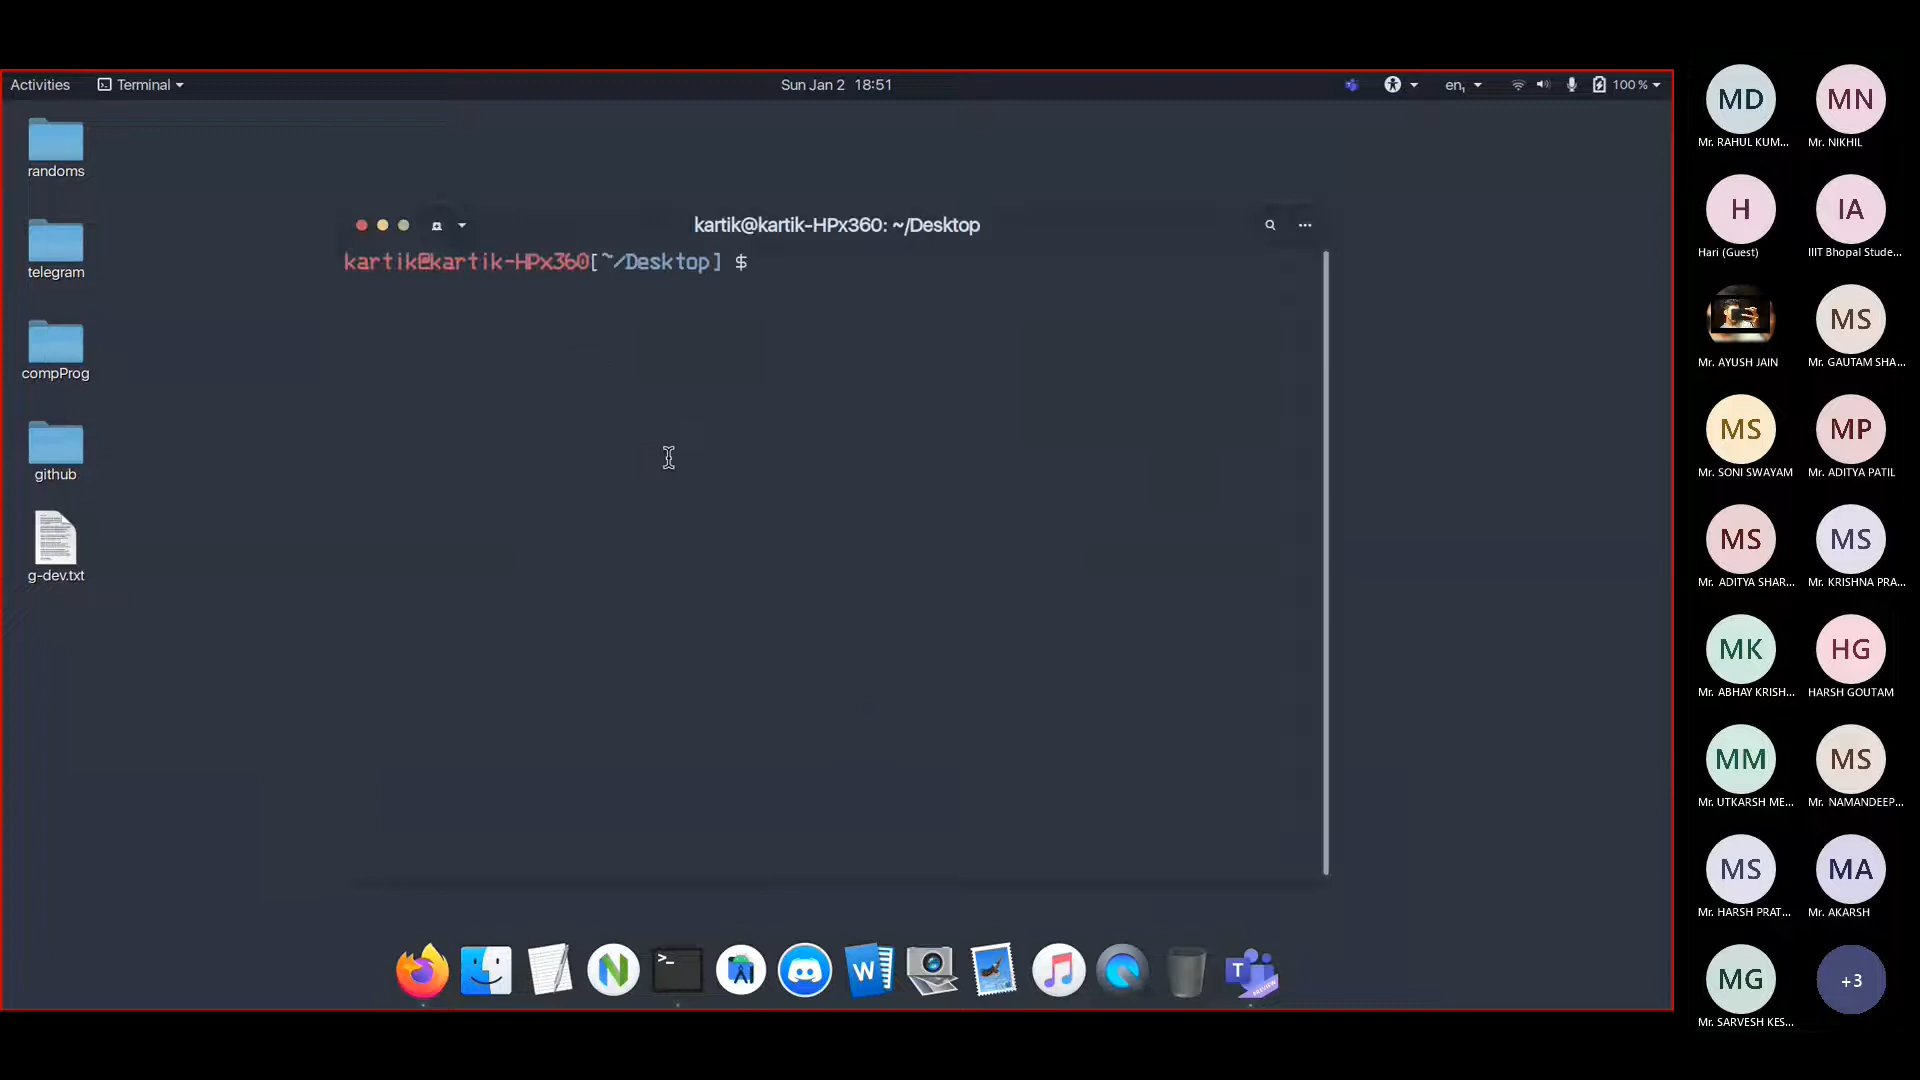 Activities Terminal Sun Jan 2 18:51 en, 100 %
randoms
telegram
compProg
github
g-dev.txt
kartik@kartik-HPx360: ~/Desktop
kartik@kartik-HPx360[~/Desktop] $
>_
W
T
PREVIEW
MD
Mr. RAHUL KUM...
MN
Mr. NIKHIL
H
Hari (Guest)
IA
IIIT Bhopal Stude...
Mr. AYUSH JAIN
MS
Mr. GAUTAM SHA...
MS
Mr. SONI SWAYAM
MP
Mr. ADITYA PATIL
MS
Mr. ADITYA SHAR...
MS
Mr. KRISHNA PRA...
MK
Mr. ABHAY KRISH...
HG
HARSH GOUTAM
MM
Mr. UTKARSH ME...
MS
Mr. NAMANDEEP...
MS
Mr. HARSH PRAT...
MA
Mr. AKARSH
MG
Mr. SARVESH KES...
+3